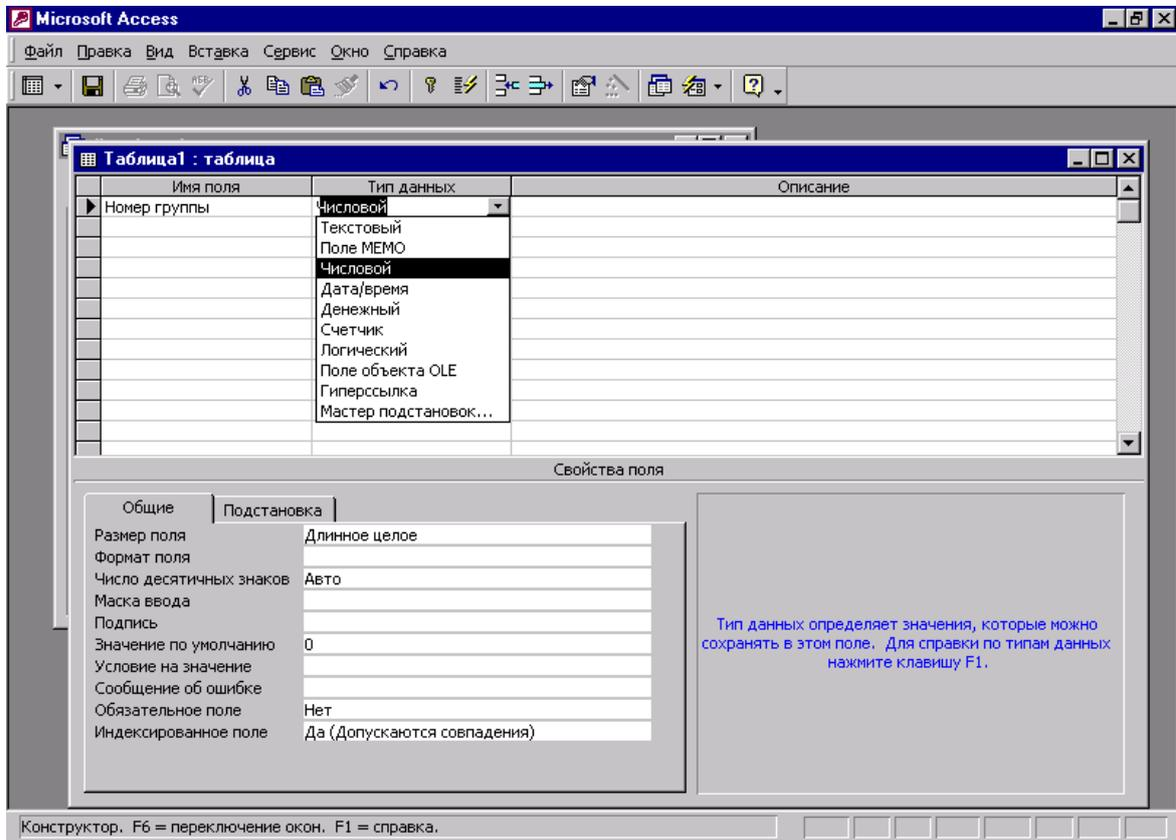 Microsoft Access
Файл Правка Вид Вставка Сервис Окно Справка
Таблица1 : таблица
Имя поля Тип данных Описание
Номер группы Числовой
Текстовый
Поле МЕМО
Числовой
Дата/время
Денежный
Счетчик
Логический
Поле объекта OLE
Гиперссылка
Мастер подстановок...
Свойства поля
Общие Подстановка
Размер поля Длинное целое
Формат поля
Число десятичных знаков Авто
Маска ввода
Подпись
Значение по умолчанию 0
Условие на значение
Сообщение об ошибке
Обязательное поле Нет
Индексированное поле Да (Допускаются совпадения)
Тип данных определяет значения, которые можно
сохранять в этом поле. Для справки по типам данных
нажмите клавишу F1.
Конструктор. F6 = переключение окон. F1 = справка.